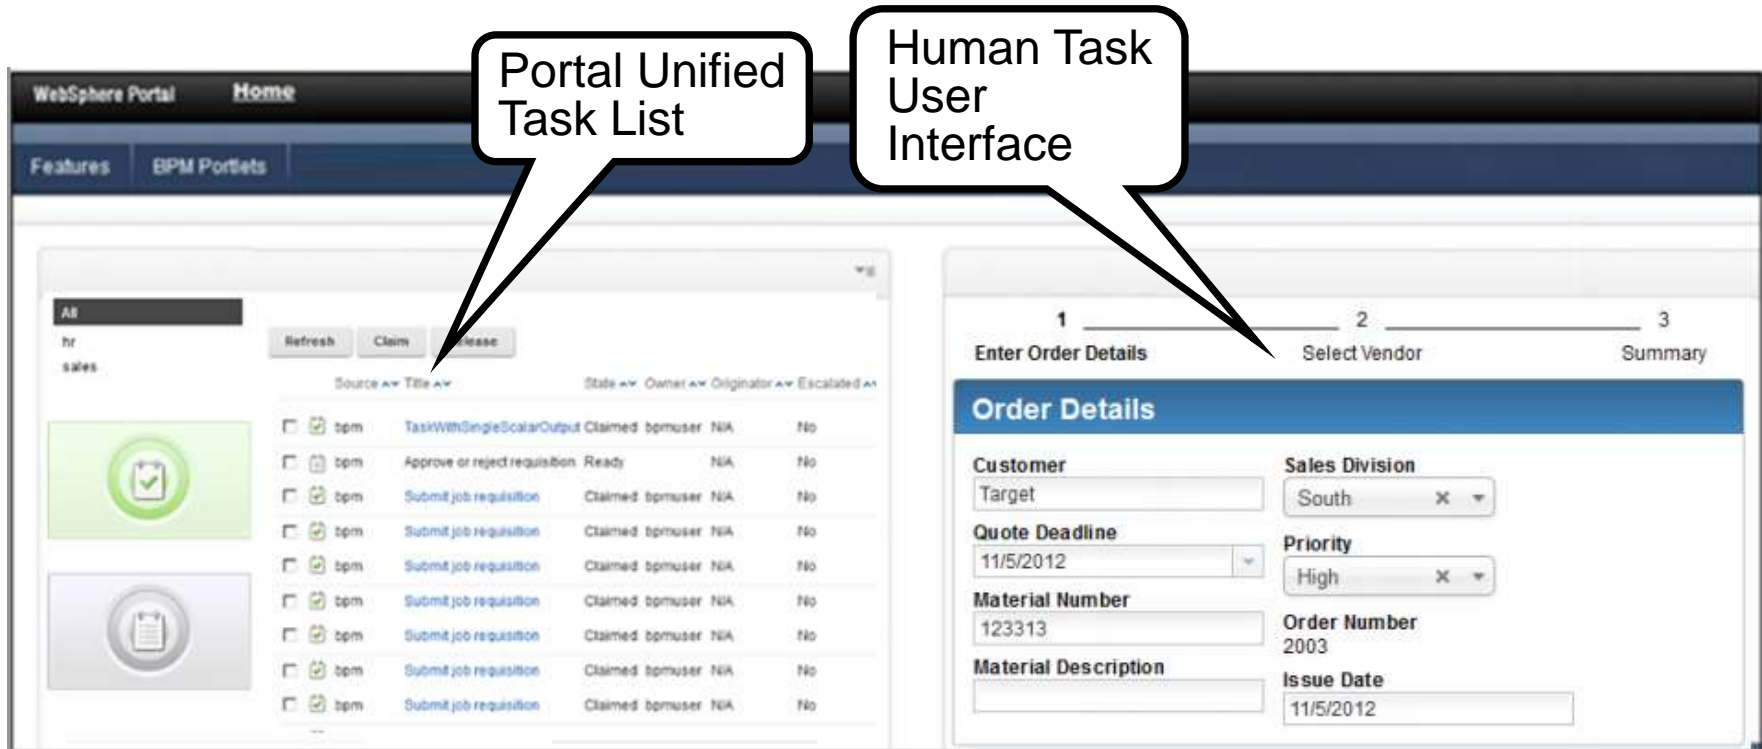 Portal Unified
Task List
Human Task
User
Interface
WebSphere Portal Home
Features BPM Portlets
All
hr
sales
Refresh Claim
Source Title State Owner Originator Escalated
bpm TaskWithSingleScalarOutput Claimed bpmuser N/A No
bpm Approve or reject requisition Ready N/A No
bpm Submit job requisition Claimed bpmuser N/A No
bpm Submit job requisition Claimed bpmuser N/A No
bpm Submit job requisition Claimed bpmuser N/A No
bpm Submit job requisition Claimed bpmuser N/A No
bpm Submit job requisition Claimed bpmuser N/A No
bpm Submit job requisition Claimed bpmuser N/A No
bpm Submit job requisition Claimed bpmuser N/A No
1 2 3
Enter Order Details Select Vendor Summary
Order Details
Customer
Target
Quote Deadline
11/5/2012
Material Number
123313
Material Description
Sales Division
South
Priority
High
Order Number
2003
Issue Date
11/5/2012